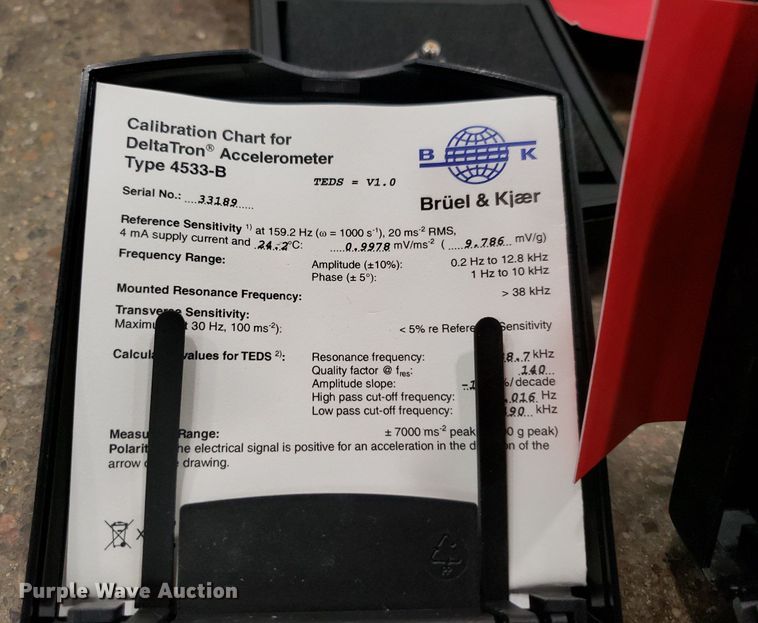 Calibration Chart for
DeltaTron® Accelerometer
Type 4533-B
TEDS = V1.0
B K
Brüel & Kjær
Serial No.: ....33189.....
Reference Sensitivity ¹⁾ at 159.2 Hz (ω = 1000 s⁻¹), 20 ms⁻² RMS,
4 mA supply current and .24.2°C: .....0.9978 mV/ms⁻² ( ....9.786.. mV/g)
Frequency Range: Amplitude (±10%): 0.2 Hz to 12.8 kHz
Phase (± 5°): 1 Hz to 10 kHz
Mounted Resonance Frequency: > 38 kHz
Transverse Sensitivity:
30 Hz, 100 ms⁻²): < 5% re Sensitivity
values for TEDS ²⁾: Resonance frequency: 8.7 kHz
Quality factor @ fres: 140...
Amplitude slope: %/decade
High pass cut-off frequency: .016 Hz
Low pass cut-off frequency: 90 kHz
Range: ± 7000 ms⁻² peak g peak)
electrical signal is positive for an acceleration in the of the
arrow drawing.
Purple Wave Auction